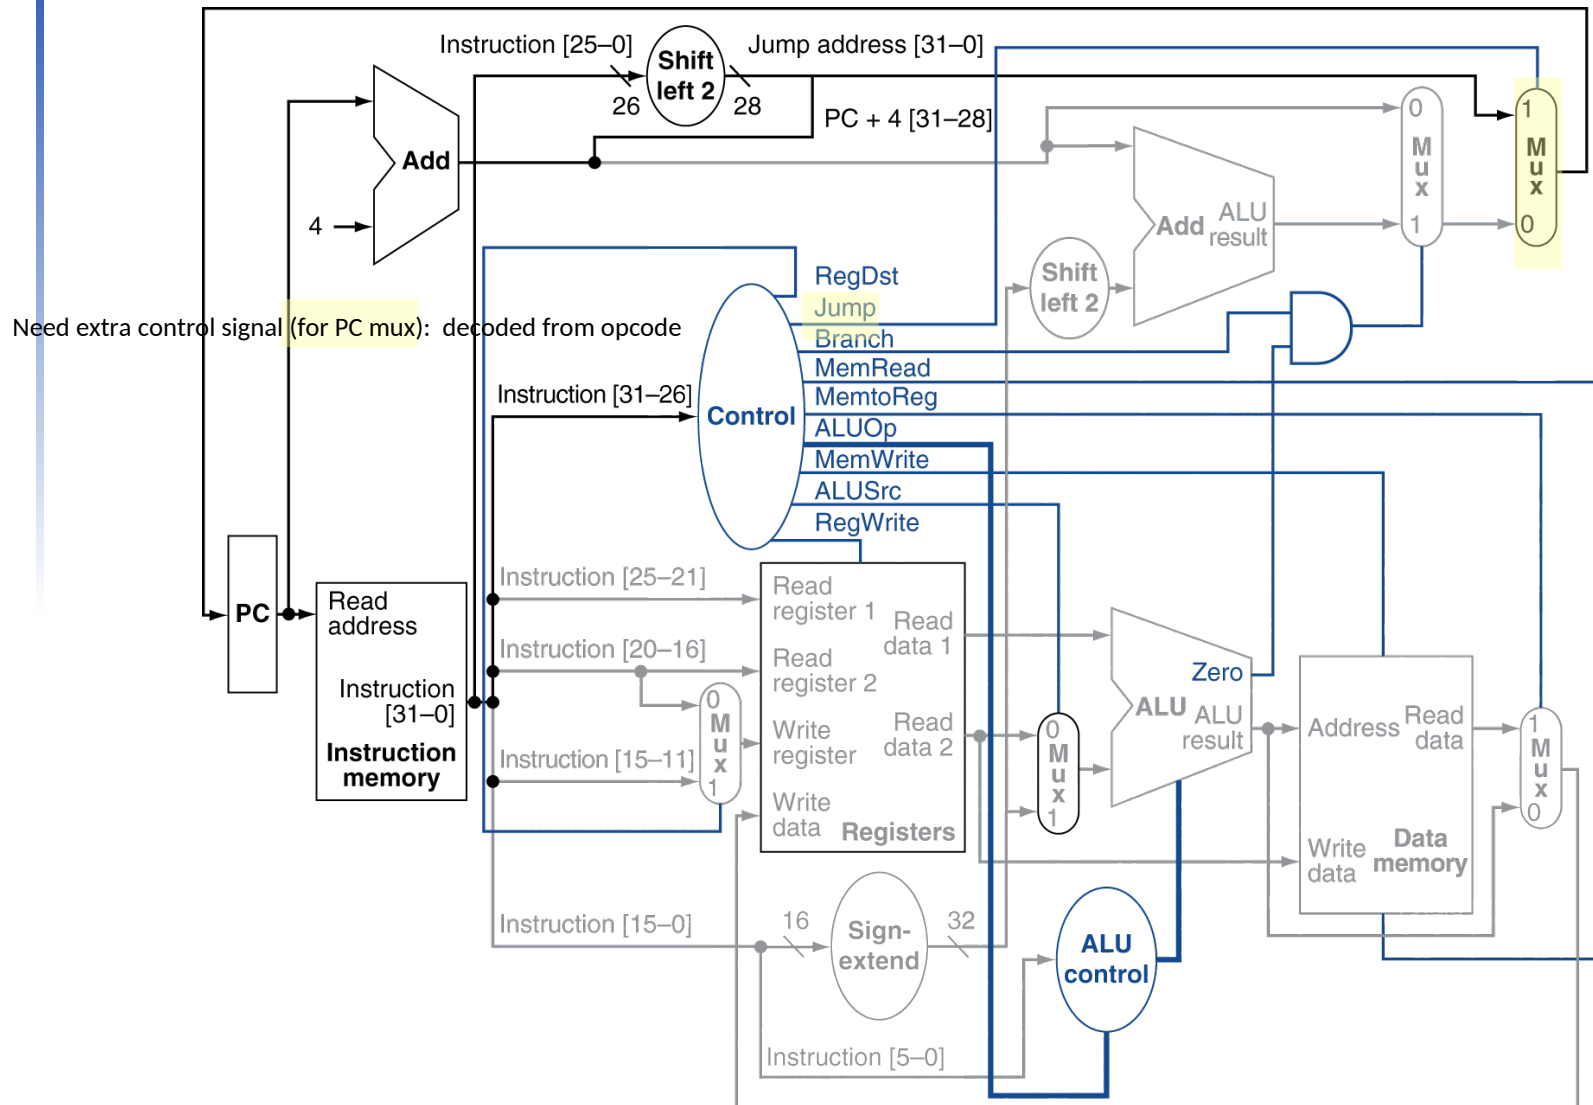 Instruction [25–0]
Shift
left 2
Jump address [31–0]
26
28
PC + 4 [31–28]
Add
4
0
M
u
x
1
1
M
u
x
0
Add
ALU
result
Shift
left 2
RegDst
Jump
Need extra control signal (for PC mux):  decoded from opcode
Branch
MemRead
MemtoReg
ALUOp
MemWrite
ALUSrc
RegWrite
Instruction [31–26]
Control
PC
Read
address
Instruction
[31–0]
Instruction
memory
Instruction [25–21]
Instruction [20–16]
Instruction [15–11]
0
M
u
x
1
Read
register 1
Read
register 2
Write
register
Write
data
Read
data 1
Read
data 2
Registers
0
M
u
x
1
Zero
ALU
ALU
result
Address
Read
data
Write
data
Data
memory
1
M
u
x
0
Instruction [15–0]
16
Sign-
extend
32
ALU
control
Instruction [5–0]